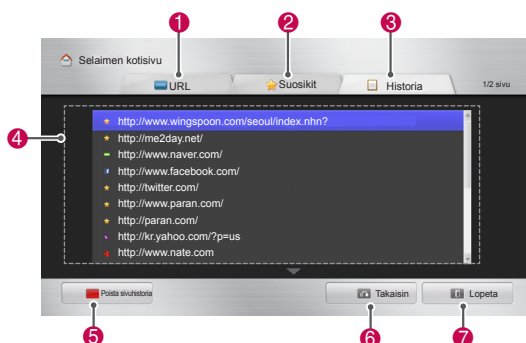 1 2 3
Selaimen kotisivu
URL Suosikit Historia 1/2 sivu
4
http://www.wingspoon.com/seoul/index.nhn?
http://me2day.net/
http://www.naver.com/
http://www.facebook.com/
http://twitter.com/
http://www.paran.com/
http://paran.com/
http://kr.yahoo.com/?p=us
http://www.nate.com
Poista sivuhistoria Takaisin Lopeta
5 6 7